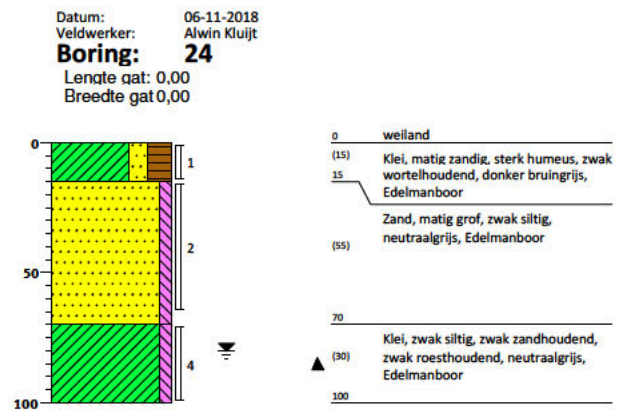 Datum: 06-11-2018
Veldwerker: Alwin Kluijt
Boring: 24
Lengte gat: 0,00
Breedte gat 0,00
0
1
50
2
4
100
0 weiland
(15) Klei, matig zandig, sterk humeus, zwak
15 wortelhoudend, donker bruingrijs,
Edelmanboor
Zand, matig grof, zwak siltig,
(55) neutraalgrijs, Edelmanboor
70
Klei, zwak siltig, zwak zandhoudend,
(30) zwak roesthoudend, neutraalgrijs,
Edelmanboor
100